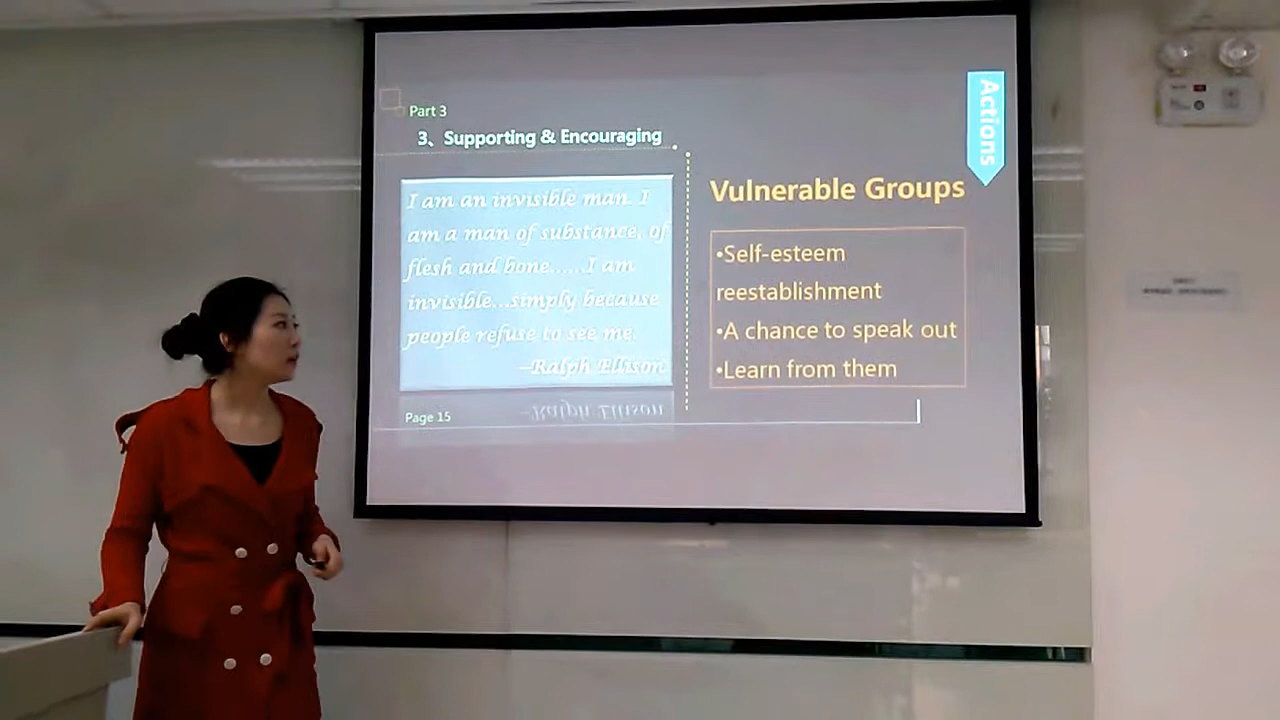 Part 3
3、Supporting & Encouraging
I am an invisible man. I
am a man of substance, of
flesh and bone……I am
invisible…simply because
people refuse to see me.
—Ralph Ellison
Page 15
—Ralph Ellison
Actions
Vulnerable Groups
•Self-esteem
reestablishment
•A chance to speak out
•Learn from them